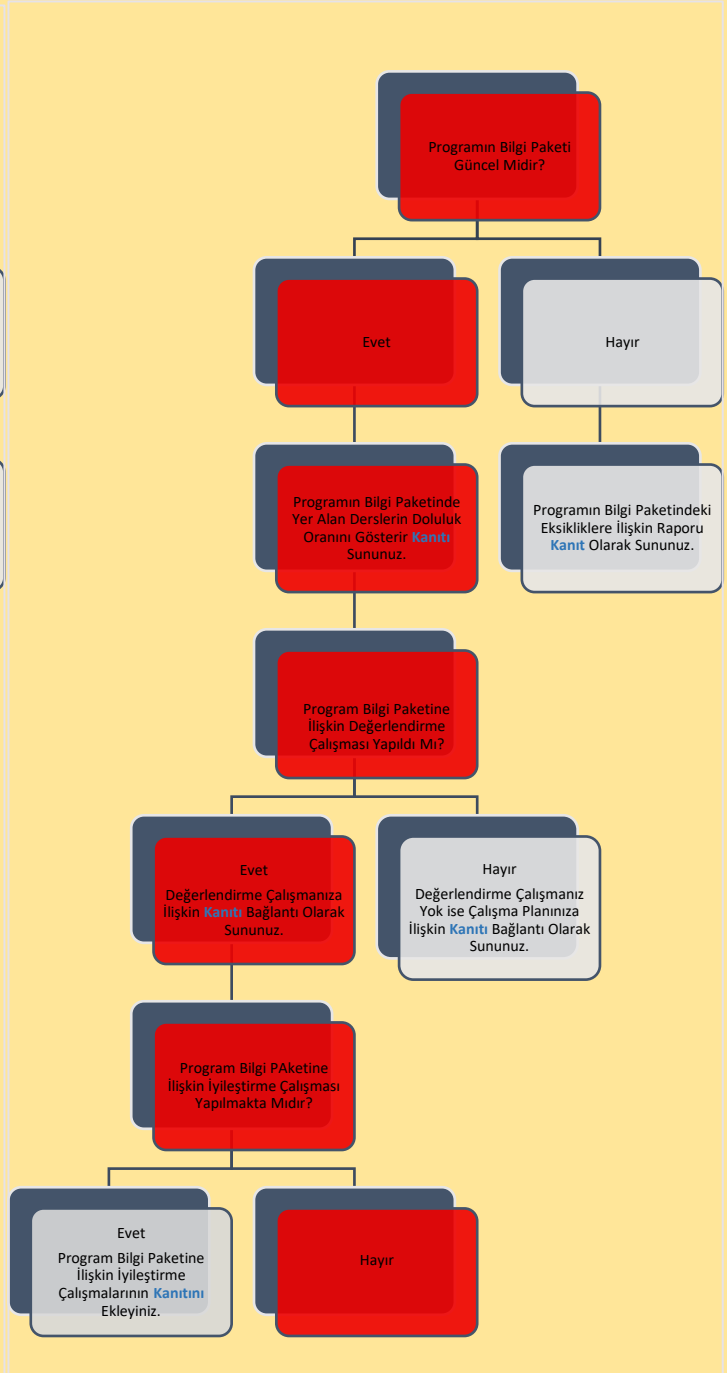 Programın Bilgi Paketi
Güncel Midir?
Evet
Hayır
Programın Bilgi Paketinde
Yer Alan Derslerin Doluluk
Oranını Gösterir Kanıtı
Sununuz.
Programın Bilgi Paketindeki
Eksikliklere İlişkin Raporu
Kanıt Olarak Sununuz.
Program Bilgi Paketine
İlişkin Değerlendirme
Çalışması Yapıldı Mı?
Evet
Değerlendirme Çalışmanıza
İlişkin Kanıtı Bağlantı Olarak
Sununuz.
Hayır
Değerlendirme Çalışmanız
Yok ise Çalışma Planınıza
İlişkin Kanıtı Bağlantı Olarak
Sununuz.
Program Bilgi PAketine
İlişkin İyileştirme Çalışması
Yapılmakta Mıdır?
Evet
Program Bilgi Paketine
İlişkin İyileştirme
Çalışmalarının Kanıtını
Ekleyiniz.
Hayır